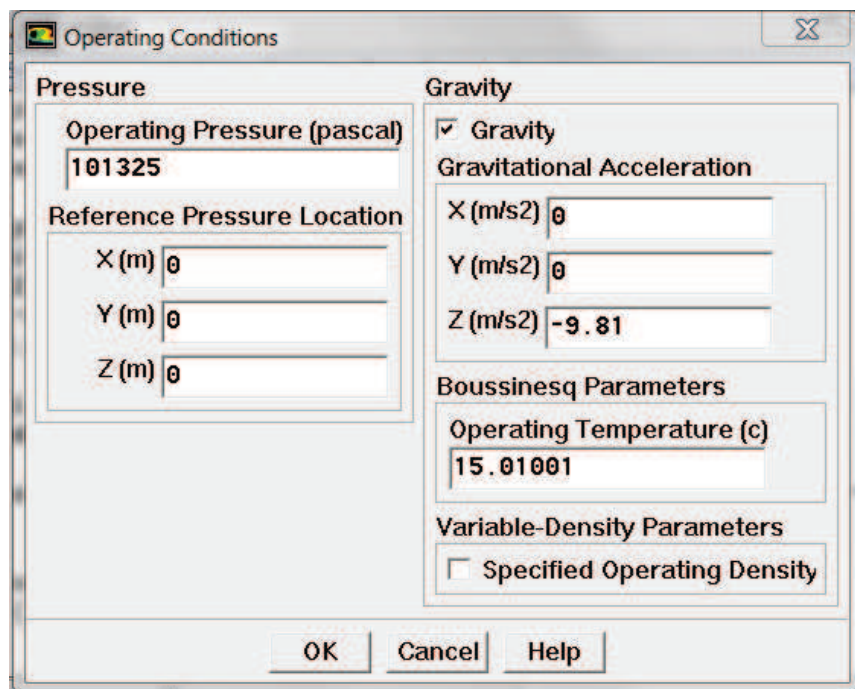 Operating Conditions
Pressure
Operating Pressure (pascal)
101325
Reference Pressure Location
X (m) 0
Y (m) 0
Z (m) 0
Gravity
Gravity
Gravitational Acceleration
X (m/s2) 0
Y (m/s2) 0
Z (m/s2) -9.81
Boussinesq Parameters
Operating Temperature (c)
15.01001
Variable-Density Parameters
Specified Operating Density
OK Cancel Help